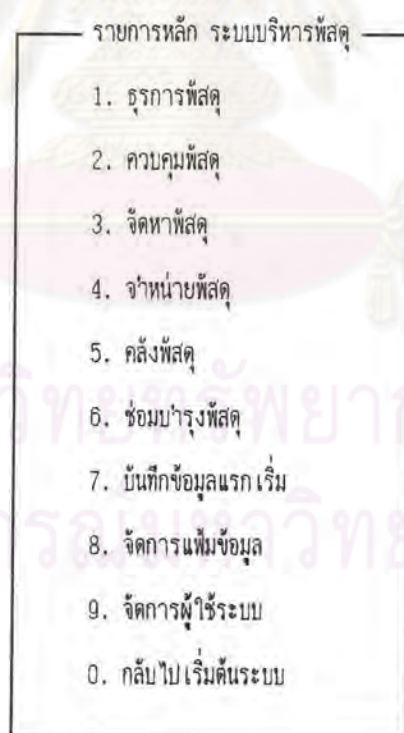 รายการหลัก ระบบบริหารพัสดุ
1. ธุรการพัสดุ
2. ควบคุมพัสดุ
3. จัดหาพัสดุ
4. จำหน่ายพัสดุ
5. คลังพัสดุ
6. ซ่อมบำรุงพัสดุ
7. บันทึกข้อมูลแรกเริ่ม
8. จัดการแฟ้มข้อมูล
9. จัดการผู้ใช้ระบบ
0. กลับไปเริ่มต้นระบบ